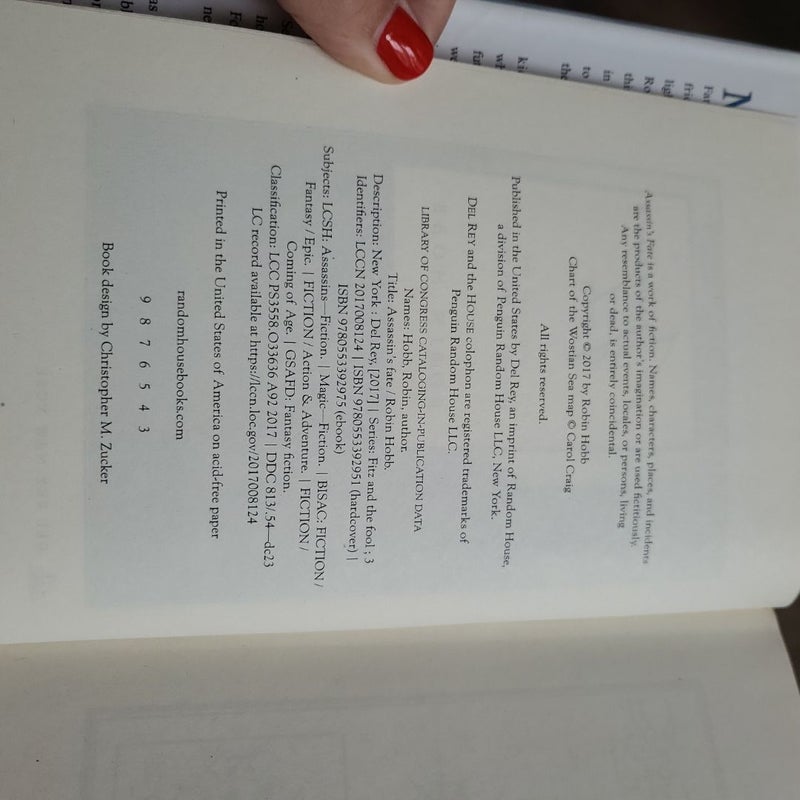 Assassin's Fate is a work of fiction. Names, characters, places, and incidents
are the products of the author's imagination or are used fictitiously.
Any resemblance to actual events, locales, or persons, living
or dead, is entirely coincidental.
Copyright © 2017 by Robin Hobb
Chart of the Wostian Sea map © Carol Craig
All rights reserved.
Published in the United States by Del Rey, an imprint of Random House,
a division of Penguin Random House LLC, New York.
DEL REY and the HOUSE colophon are registered trademarks of
Penguin Random House LLC.
LIBRARY OF CONGRESS CATALOGING-IN-PUBLICATION DATA
Names: Hobb, Robin, author.
Title: Assassin's fate / Robin Hobb.
Description: New York : Del Rey, [2017] | Series: Fitz and the fool ; 3
Identifiers: LCCN 2017008124 | ISBN 9780553392951 (hardcover) |
ISBN 9780553392975 (ebook)
Subjects: LCSH: Assassins—Fiction. | Magic—Fiction. | BISAC: FICTION /
Fantasy / Epic. | FICTION / Action & Adventure. | FICTION /
Coming of Age. | GSAFD: Fantasy fiction.
Classification: LCC PS3558.O33636 A92 2017 | DDC 813/.54—dc23
LC record available at https://lccn.loc.gov/2017008124
Printed in the United States of America on acid-free paper
randomhousebooks.com
9 8 7 6 5 4 3
Book design by Christopher M. Zucker